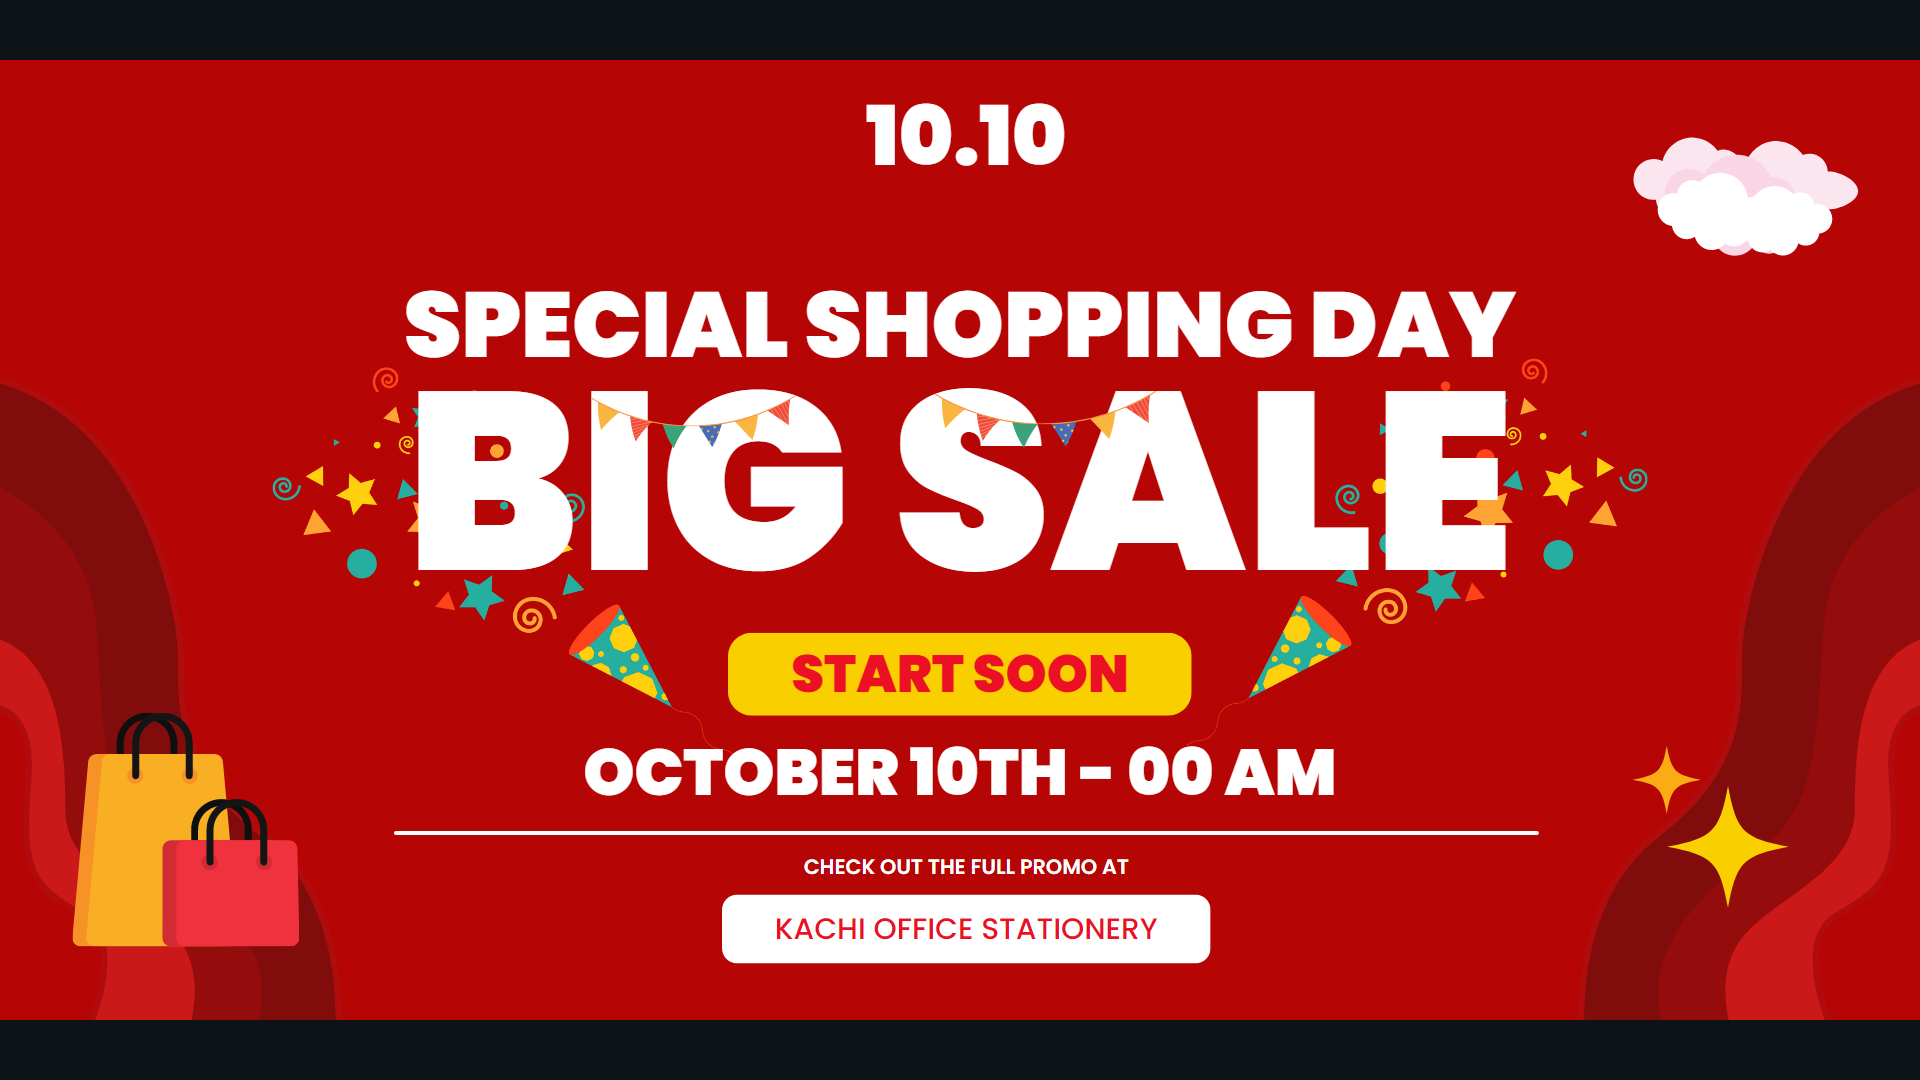 10.10
SPECIAL SHOPPING DAY
BIG SALE
START SOON
OCTOBER 10TH - 00 AM
CHECK OUT THE FULL PROMO AT
KACHI OFFICE STATIONERY